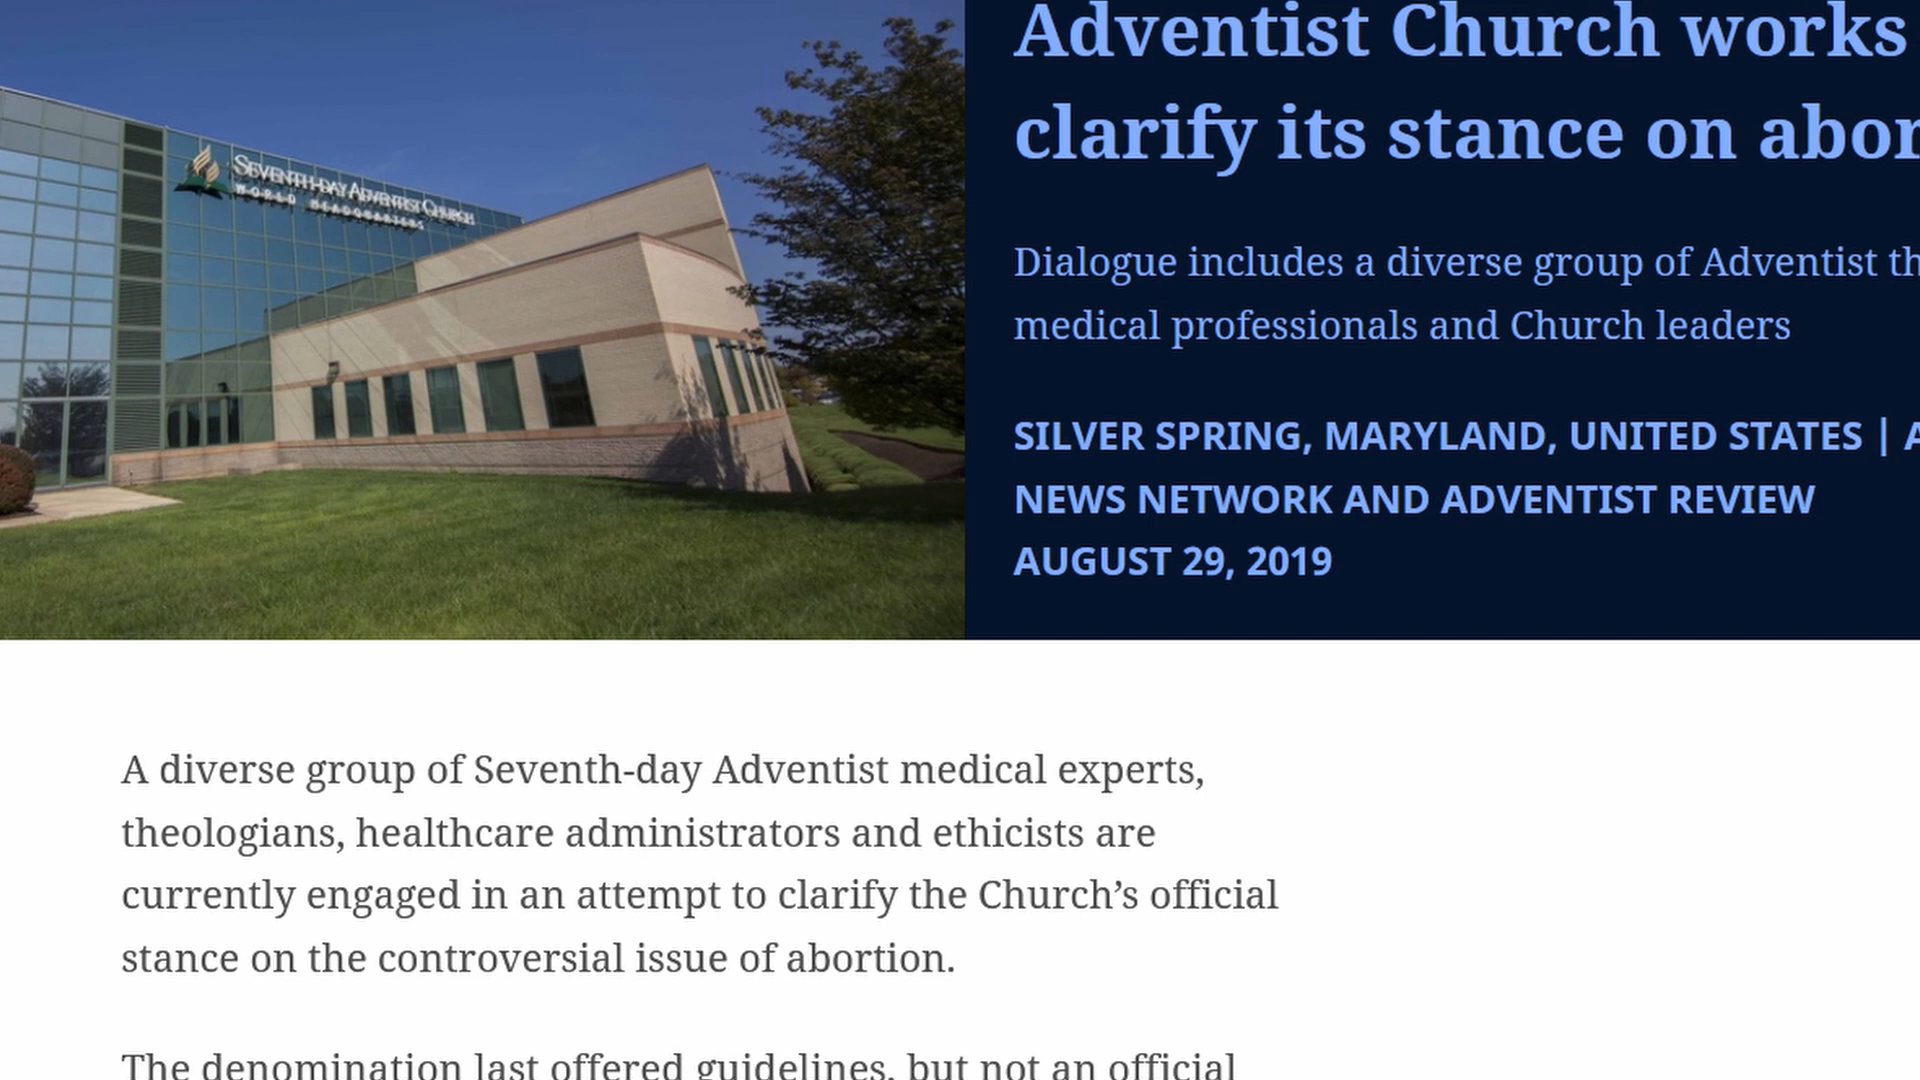 SEVENTH-DAY ADVENTIST CHURCH
WORLD HEADQUARTERS
Adventist Church works
clarify its stance on abor
Dialogue includes a diverse group of Adventist th
medical professionals and Church leaders
SILVER SPRING, MARYLAND, UNITED STATES | A
NEWS NETWORK AND ADVENTIST REVIEW
AUGUST 29, 2019
A diverse group of Seventh-day Adventist medical experts,
theologians, healthcare administrators and ethicists are
currently engaged in an attempt to clarify the Church’s official
stance on the controversial issue of abortion.
The denomination last offered guidelines, but not an official